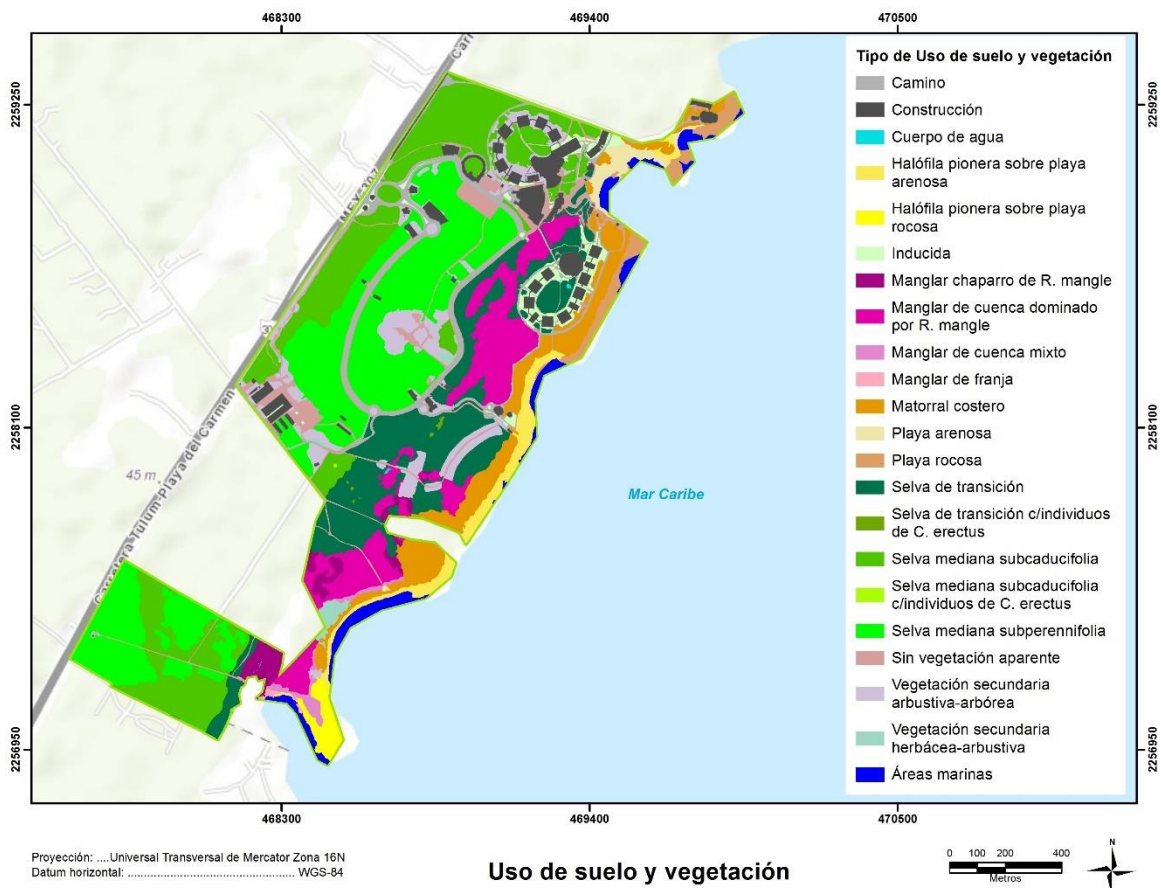 468300
469400
470500
2259250
2258100
2256950
Tipo de Uso de suelo y vegetación
Camino
Construcción
Cuerpo de agua
Halófila pionera sobre playa
arenosa
Halófila pionera sobre playa
rocosa
Inducida
Manglar chaparro de R. mangle
Manglar de cuenca dominado
por R. mangle
Manglar de cuenca mixto
Manglar de franja
Matorral costero
Playa arenosa
Playa rocosa
Selva de transición
Selva de transición c/individuos
de C. erectus
Selva mediana subcaducifolia
Selva mediana subcaducifolia
c/individuos de C. erectus
Selva mediana subperennifolia
Sin vegetación aparente
Vegetación secundaria
arbustiva-arbórea
Vegetación secundaria
herbácea-arbustiva
Áreas marinas
Carretera Tulum-Playa del Carmen
45 m
Mar Caribe
2259250
2258100
2256950
468300
469400
470500
Proyección: ....Universal Transversal de Mercator Zona 16N
Datum horizontal: .................................................. WGS-84
Uso de suelo y vegetación
0 100 200 400
Metros
N